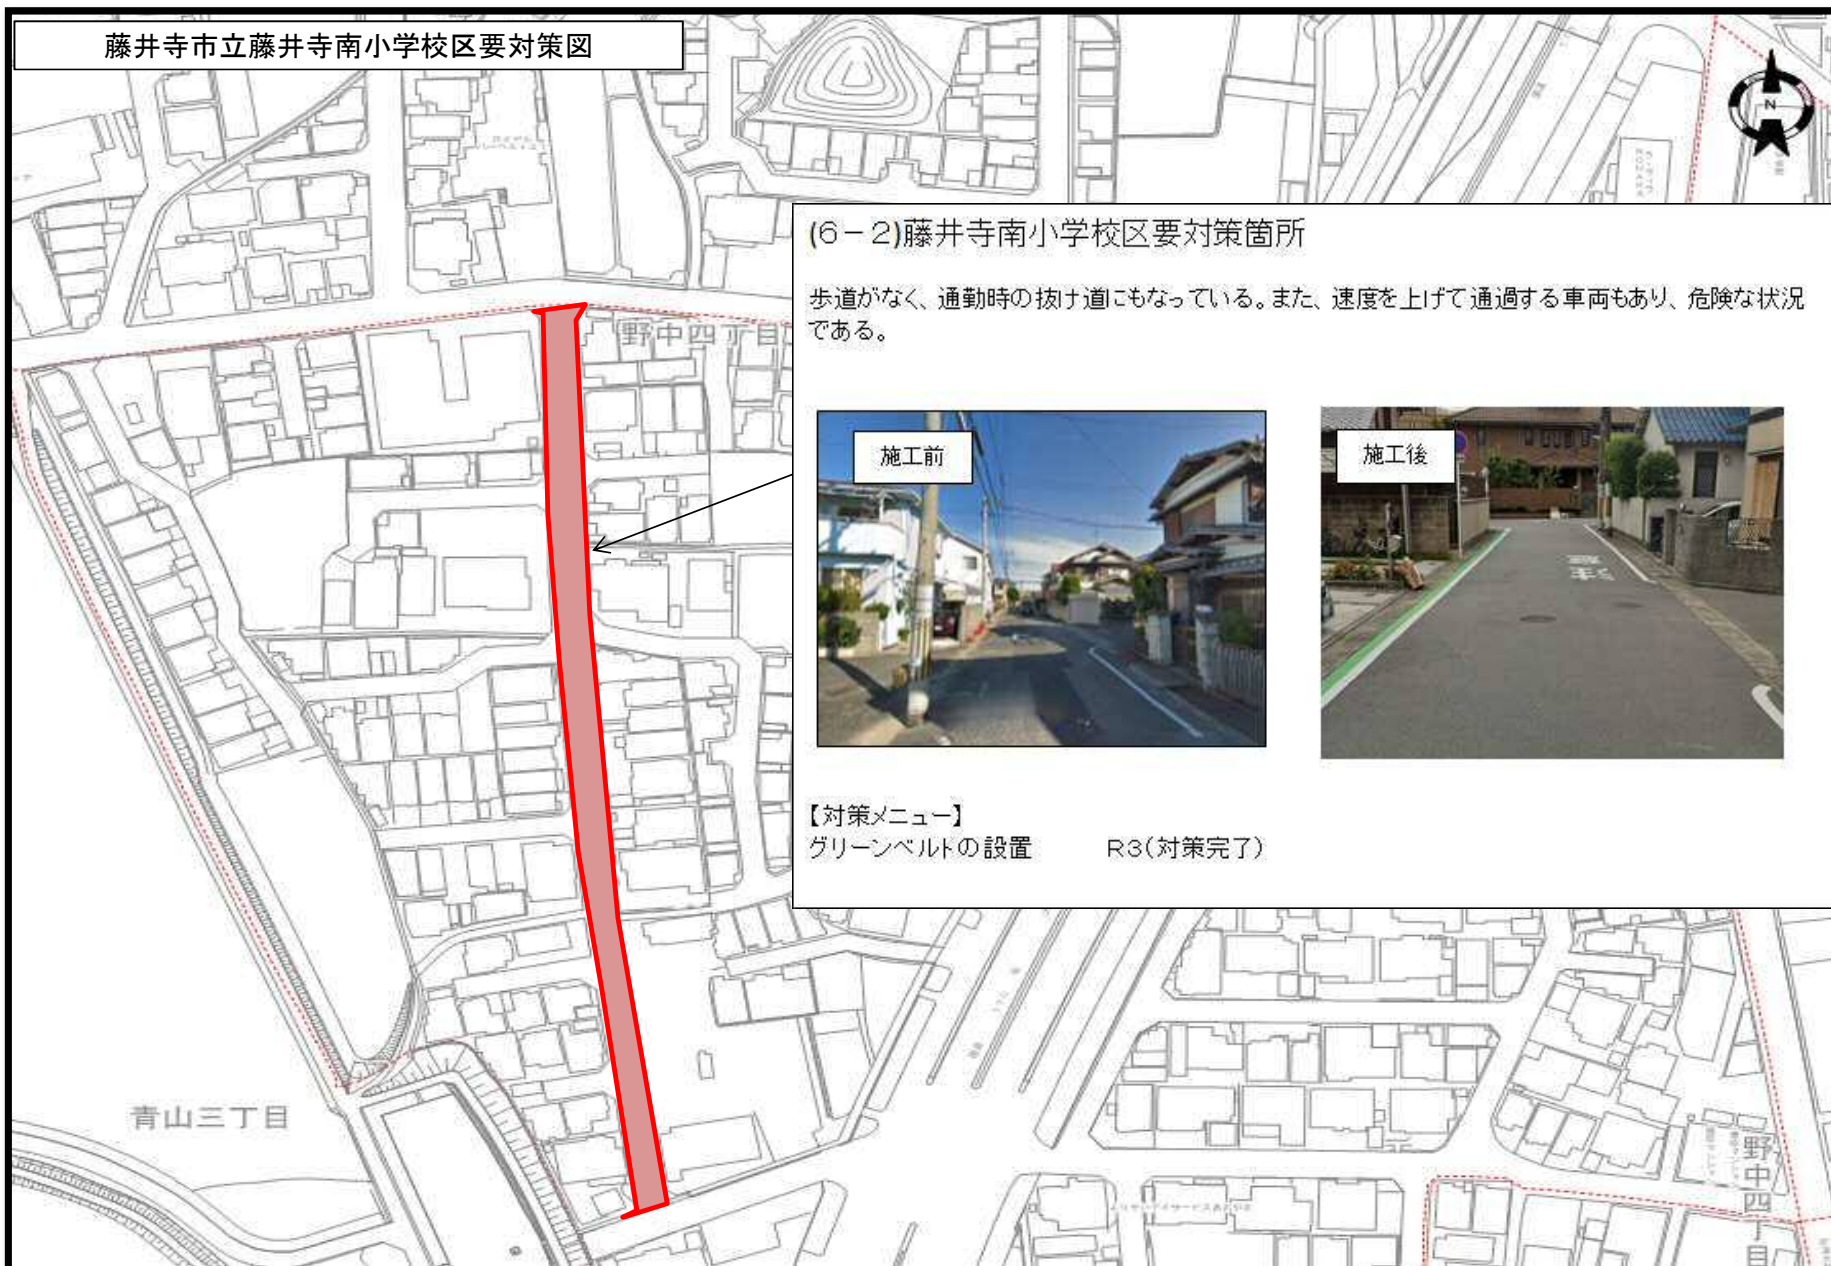 藤井寺市立藤井寺南小学校区要対策図
N
(6-2)藤井寺南小学校区要対策箇所
歩道がなく、通勤時の抜け道にもなっている。また、速度を上げて通過する車両もあり、危険な状況
である。
野中四丁目
施工前
施工後
【対策メニュー】
グリーンベルトの設置 R3(対策完了)
青山三丁目
野中四丁目